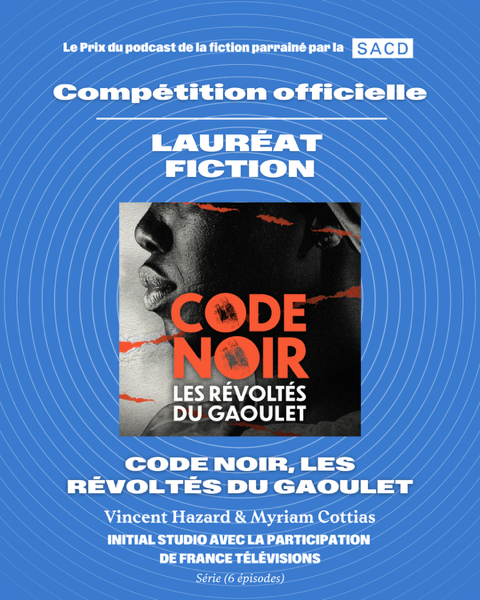 Le Prix du podcast de la fiction parrainé par la SACD
Compétition officielle
LAURÉAT
FICTION
CODE
NOIR
LES RÉVOLTÉS
DU GAOULET
CODE NOIR, LES
RÉVOLTÉS DU GAOULET
Vincent Hazard & Myriam Cottias
INITIAL STUDIO AVEC LA PARTICIPATION
DE FRANCE TÉLÉVISIONS
Série (6 épisodes)